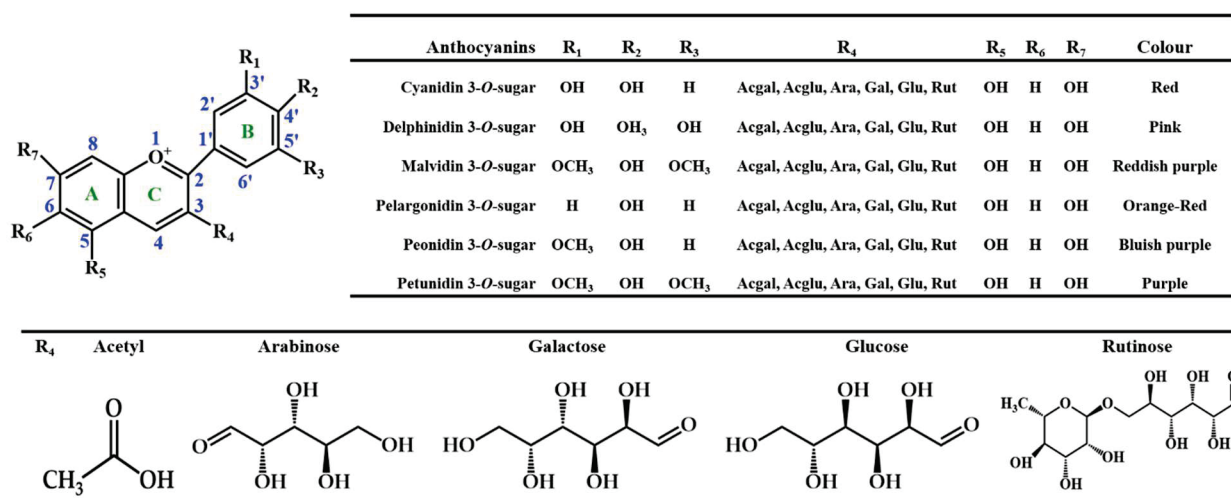 Anthocyanins R₁ R₂ R₃ R₄ R₅ R₆ R₇ Colour
Cyanidin 3-O-sugar OH OH H Acgal, Acglu, Ara, Gal, Glu, Rut OH H OH Red
Delphinidin 3-O-sugar OH OH₃ OH Acgal, Acglu, Ara, Gal, Glu, Rut OH H OH Pink
Malvidin 3-O-sugar OCH₃ OH OCH₃ Acgal, Acglu, Ara, Gal, Glu, Rut OH H OH Reddish purple
Pelargonidin 3-O-sugar H OH H Acgal, Acglu, Ara, Gal, Glu, Rut OH H OH Orange-Red
Peonidin 3-O-sugar OCH₃ OH H Acgal, Acglu, Ara, Gal, Glu, Rut OH H OH Bluish purple
Petunidin 3-O-sugar OCH₃ OH OCH₃ Acgal, Acglu, Ara, Gal, Glu, Rut OH H OH Purple
R₁
3'
R₂
2' 4'
B
1 1' 5'
R₇ 8 O⁺ R₃
7 2 6'
A C
6 3
R₆ 5 4 R₄
R₅
R₄ Acetyl Arabinose Galactose Glucose Rutinose
O
CH₃ OH
OH
O OH
OH OH
OH OH
HO O
OH OH
OH OH
HO O
OH OH
OH OH
H₃C O O OH
OH OH OH
OH OH
OH